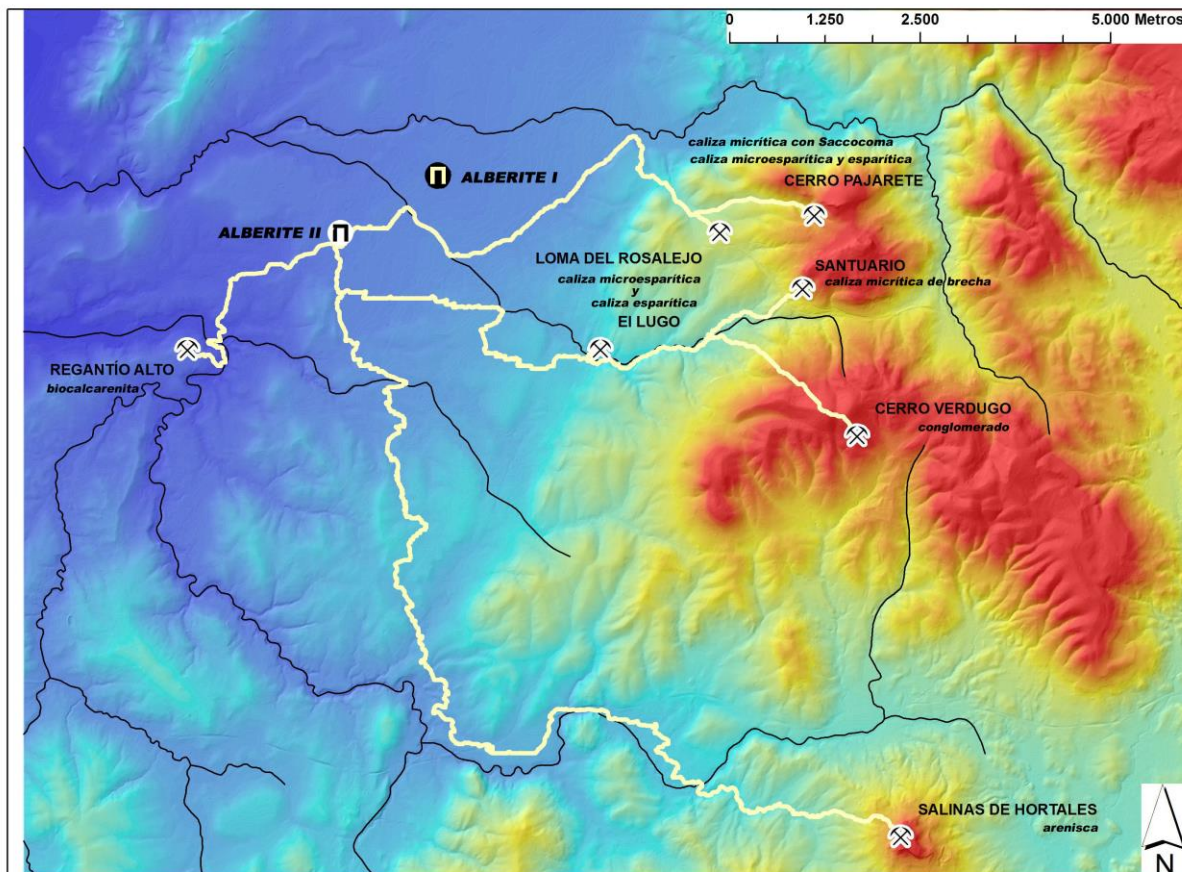 0 1.250 2.500 5.000 Metros
caliza micrítica con Saccocoma
caliza microesparítica y esparítica
CERRO PAJARETE
ALBERITE I
ALBERITE II
LOMA DEL ROSALEJO
caliza microesparítica
y
caliza esparítica
SANTUARIO
caliza micrítica de brecha
El LUGO
REGANTÍO ALTO
biocalcarenita
CERRO VERDUGO
conglomerado
SALINAS DE HORTALES
arenisca
N